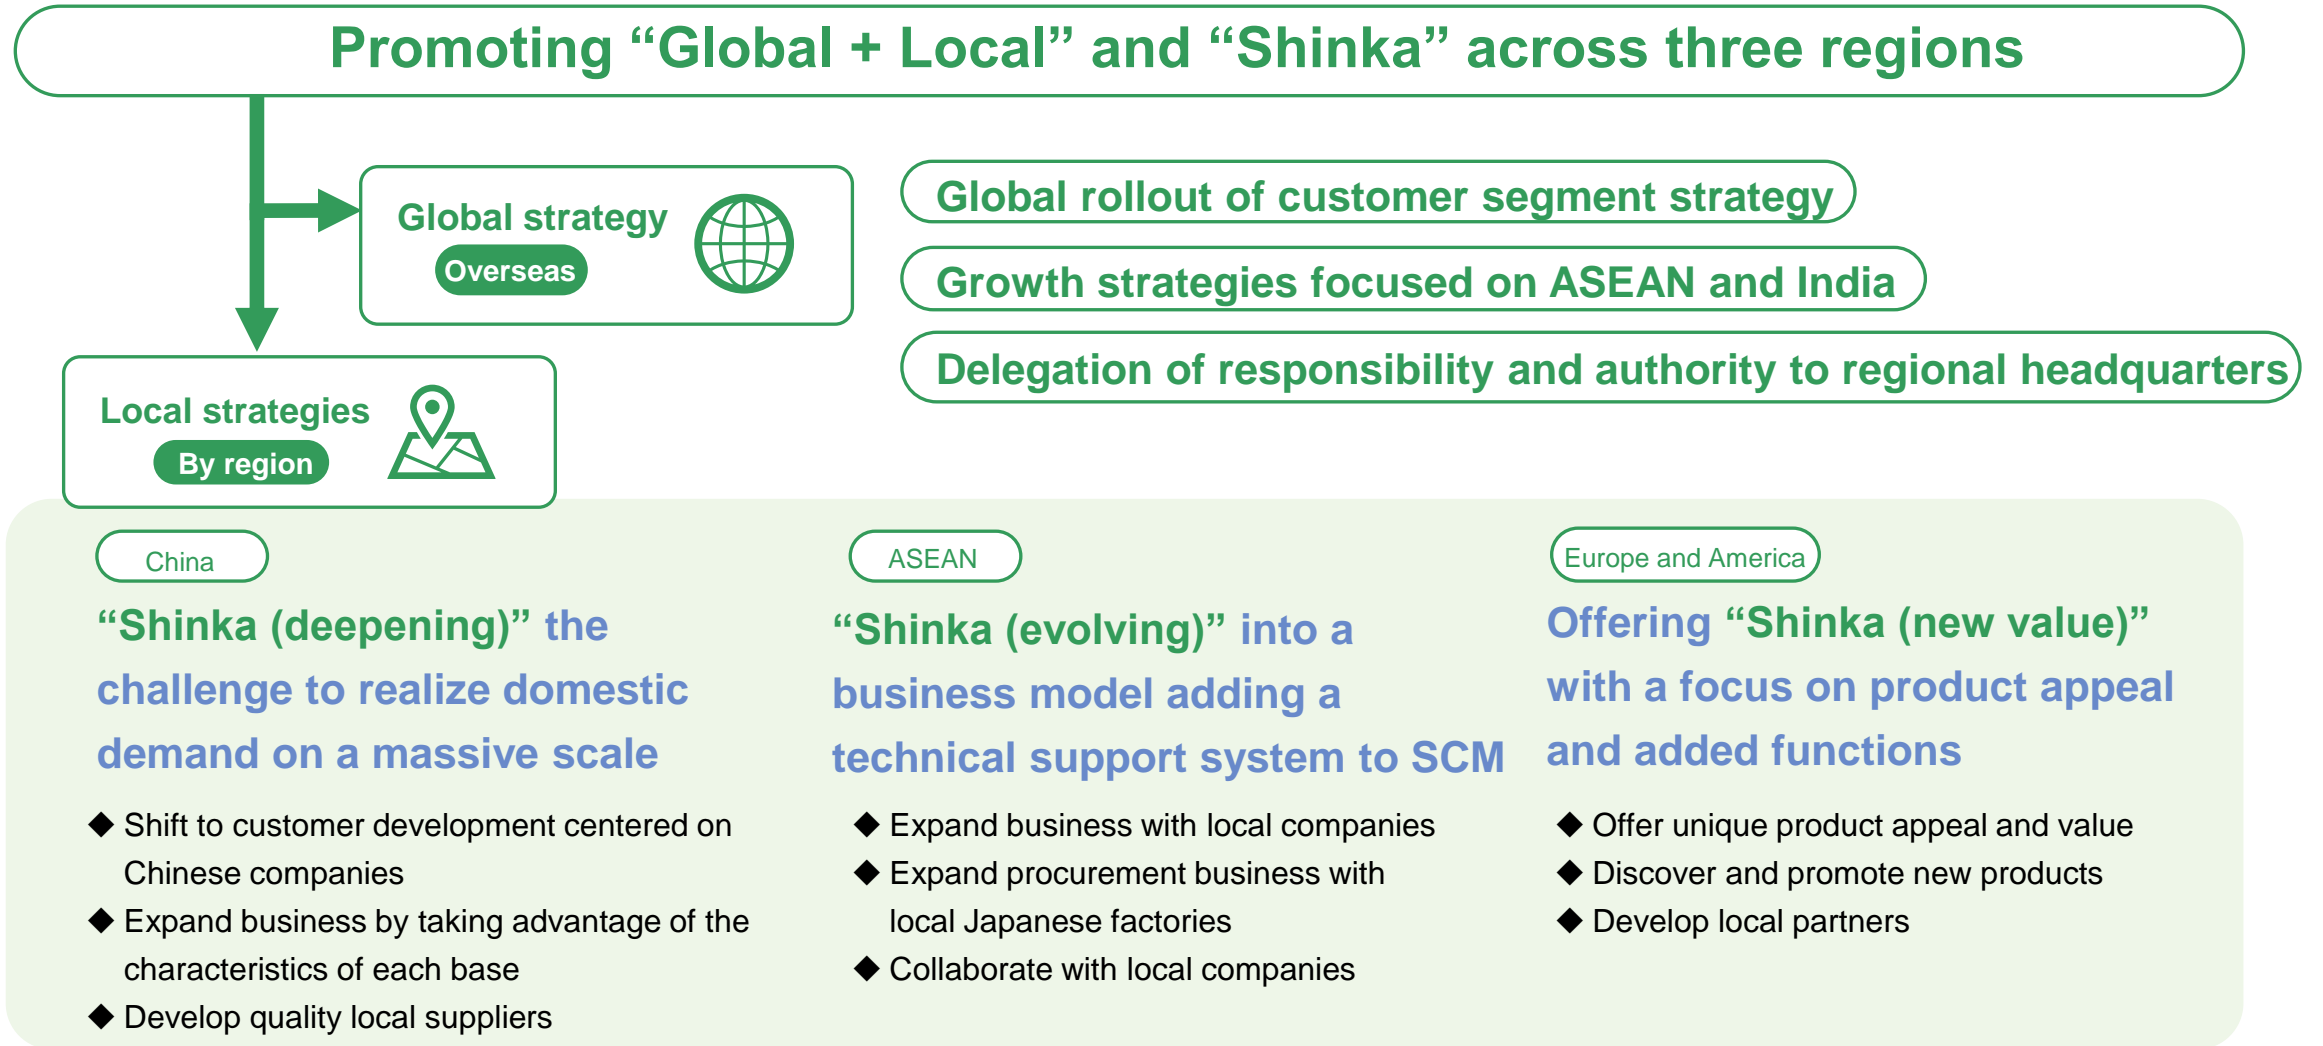 Promoting “Global + Local” and “Shinka” across three regions
Global strategy
Overseas
Global rollout of customer segment strategy
Growth strategies focused on ASEAN and India
Delegation of responsibility and authority to regional headquarters
Local strategies
By region
China
“Shinka (deepening)” the
challenge to realize domestic
demand on a massive scale
◆ Shift to customer development centered on
Chinese companies
◆ Expand business by taking advantage of the
characteristics of each base
◆ Develop quality local suppliers
ASEAN
“Shinka (evolving)” into a
business model adding a
technical support system to SCM
◆ Expand business with local companies
◆ Expand procurement business with
local Japanese factories
◆ Collaborate with local companies
Europe and America
Offering “Shinka (new value)”
with a focus on product appeal
and added functions
◆ Offer unique product appeal and value
◆ Discover and promote new products
◆ Develop local partners